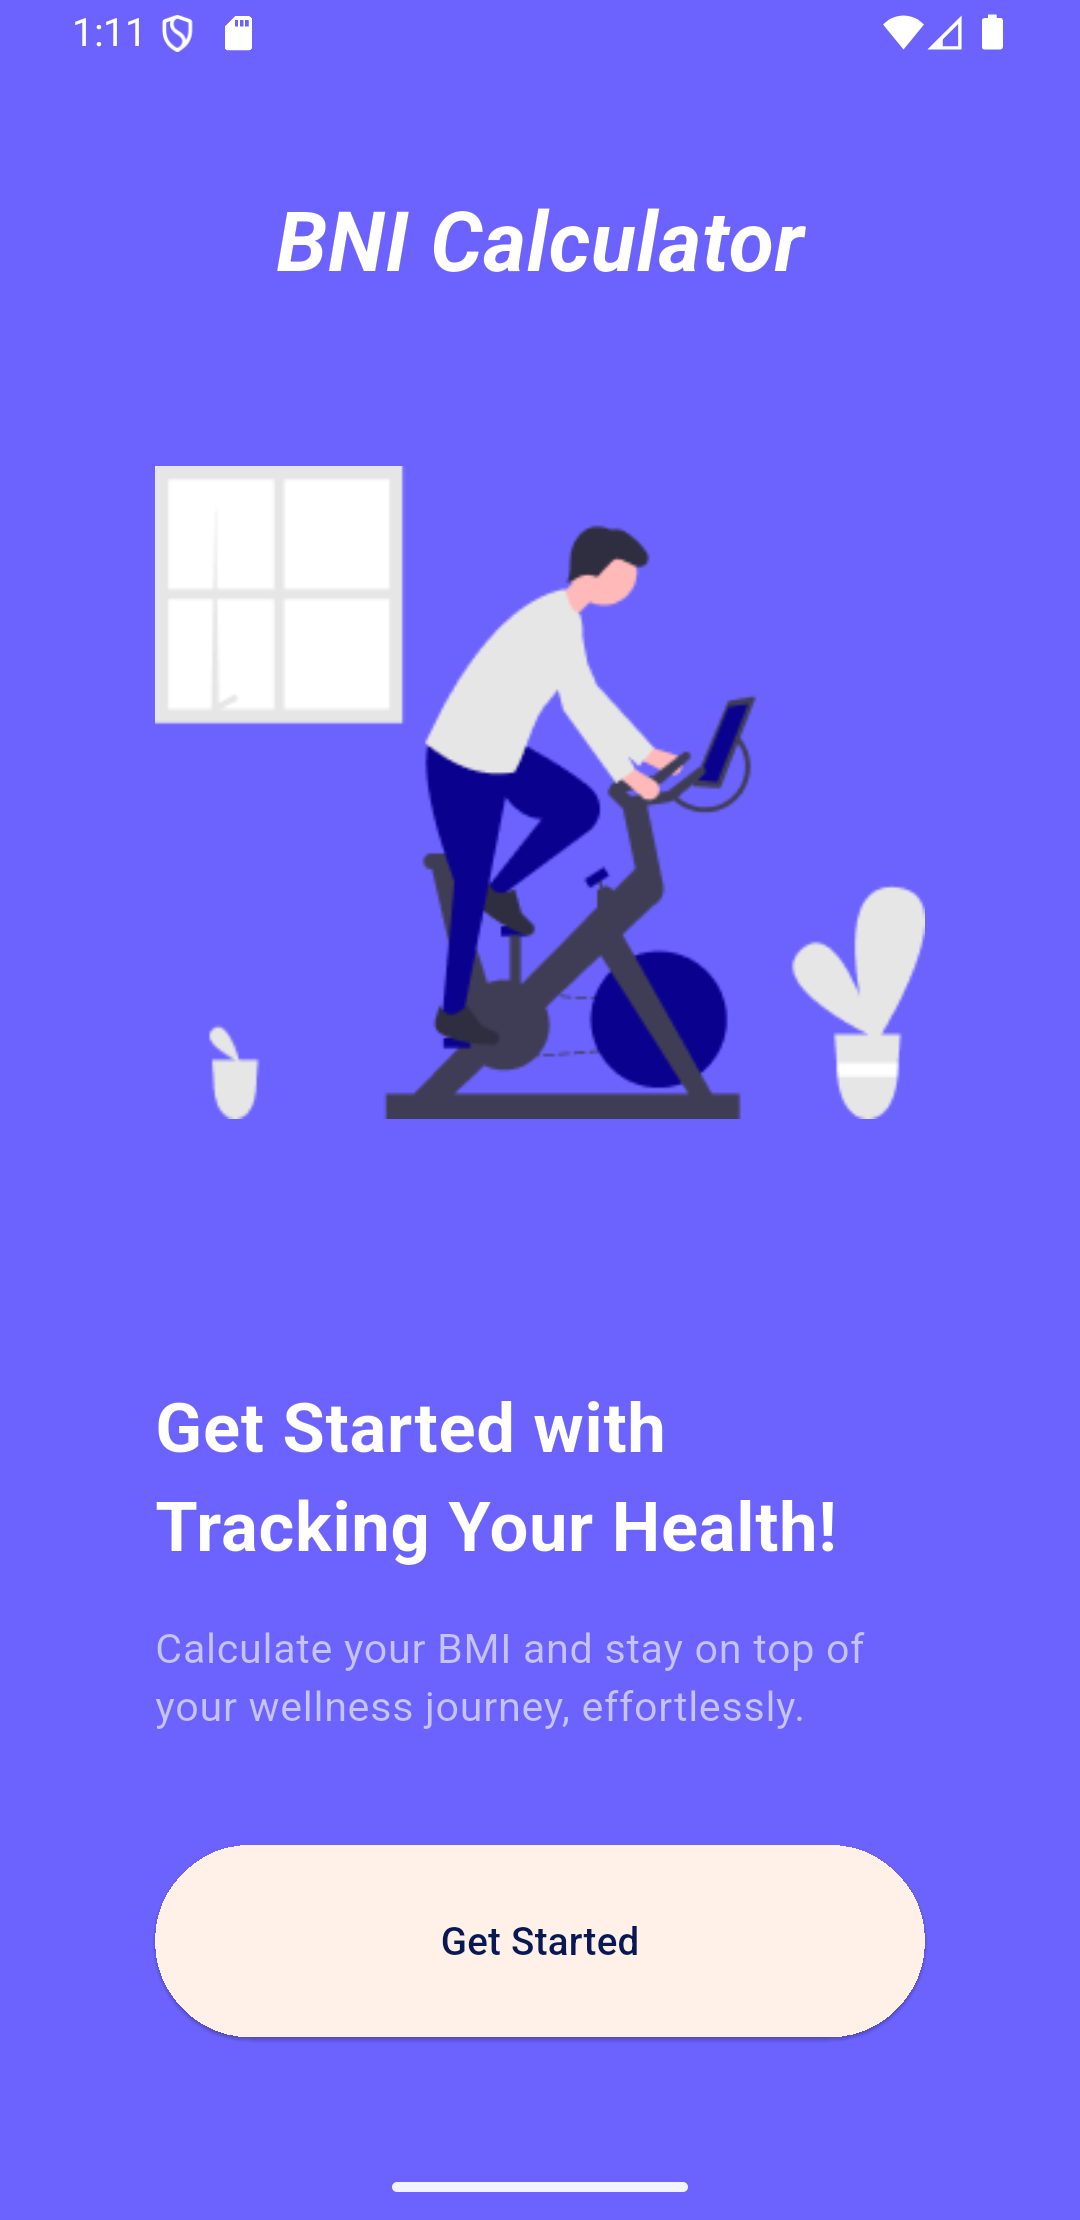 1:11
BNI Calculator
Get Started with
Tracking Your Health!
Calculate your BMI and stay on top of
your wellness journey, effortlessly.
Get Started